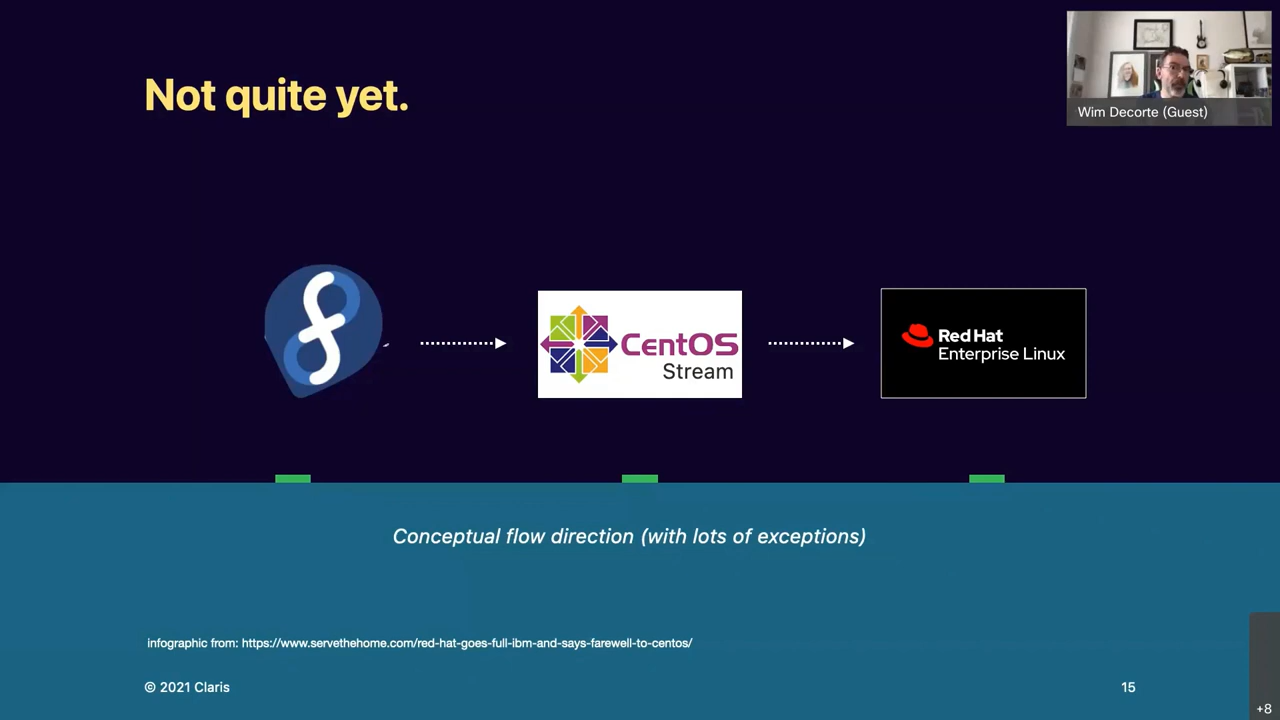 Not quite yet.
Wim Decorte (Guest)
CentOS
Stream
Red Hat
Enterprise Linux
Conceptual flow direction (with lots of exceptions)
infographic from: https://www.servethehome.com/red-hat-goes-full-ibm-and-says-farewell-to-centos/
© 2021 Claris
15
+8